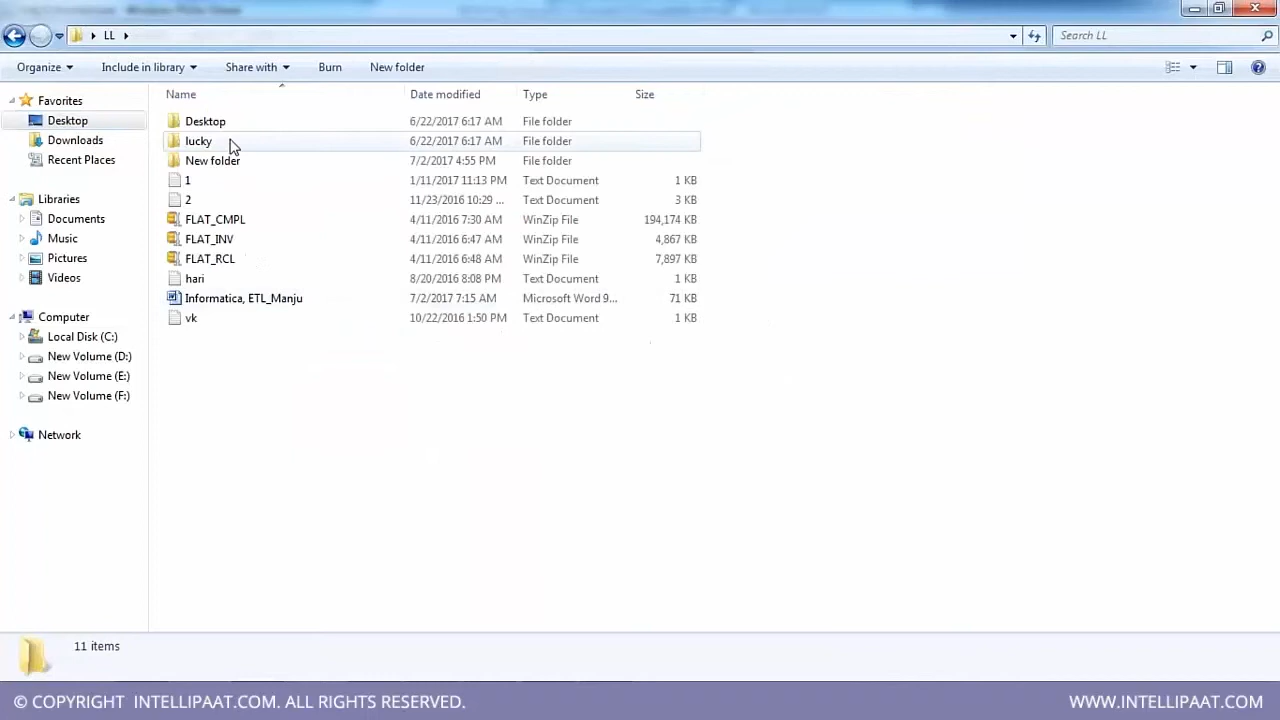 LL
Search LL
Organize Include in library Share with Burn New folder
Name Date modified Type Size
Favorites
Desktop
Downloads
Recent Places
Libraries
Documents
Music
Pictures
Videos
Computer
Local Disk (C:)
New Volume (D:)
New Volume (E:)
New Volume (F:)
Network
Desktop 6/22/2017 6:17 AM File folder
lucky 6/22/2017 6:17 AM File folder
New folder 7/2/2017 4:55 PM File folder
1 1/11/2017 11:13 PM Text Document 1 KB
2 11/23/2016 10:29 ... Text Document 3 KB
FLAT_CMPL 4/11/2016 7:30 AM WinZip File 194,174 KB
FLAT_INV 4/11/2016 6:47 AM WinZip File 4,867 KB
FLAT_RCL 4/11/2016 6:48 AM WinZip File 7,897 KB
hari 8/20/2016 8:08 PM Text Document 1 KB
Informatica, ETL_Manju 7/2/2017 7:15 AM Microsoft Word 9... 71 KB
vk 10/22/2016 1:50 PM Text Document 1 KB
11 items
© COPYRIGHT INTELLIPAAT.COM. ALL RIGHTS RESERVED.
WWW.INTELLIPAAT.COM